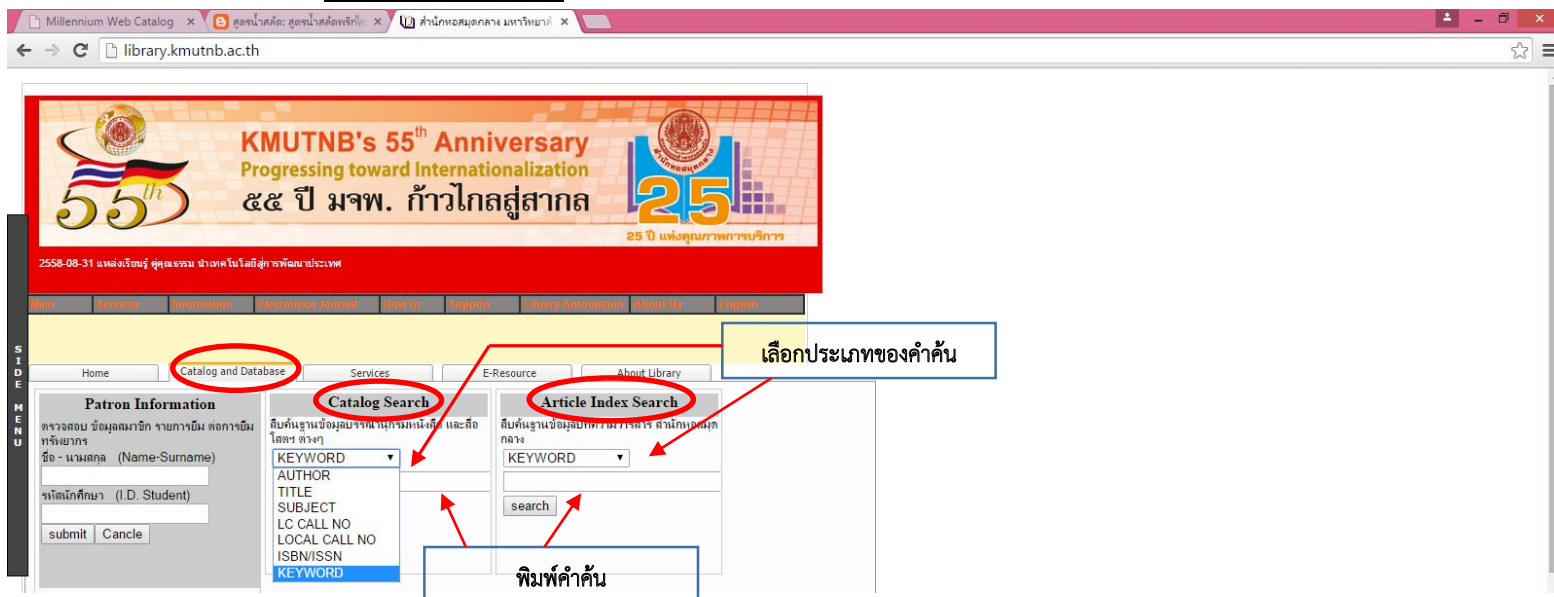 Millennium Web Catalog
สูตรน้ำสลัด: สูตรน้ำสลัดพริกไ
สำนักหอสมุดกลาง มหาวิทยาลั
library.kmutnb.ac.th
KMUTNB's 55th Anniversary
Progressing toward Internationalization
๕๕ ปี มจพ. ก้าวไกลสู่สากล
55th
สำนักหอสมุดกลาง
25
25 ปี แห่งคุณภาพการบริการ
2558-08-31 แหล่งเรียนรู้ คู่คุณธรรม นำเทคโนโลยีสู่การพัฒนาประเทศ
Main Services Information Electronics Journal How to Support Library Automation About Us English
SIDE MENU
เลือกประเภทของคำค้น
Home Catalog and Database Services E-Resource About Library
Patron Information
ตรวจสอบ ข้อมูลสมาชิก รายการยืม ต่อการยืม
ทรัพยากร
ชื่อ - นามสกุล (Name-Surname)
รหัสนักศึกษา (I.D. Student)
submit Cancle
Catalog Search
สืบค้นฐานข้อมูลบรรณานุกรมหนังสือ และสื่อ
โสตฯ ต่างๆ
KEYWORD
AUTHOR
TITLE
SUBJECT
LC CALL NO
LOCAL CALL NO
ISBN/ISSN
KEYWORD
Article Index Search
สืบค้นฐานข้อมูลบทความวารสาร สำนักหอสมุด
กลาง
KEYWORD
search
พิมพ์คำค้น